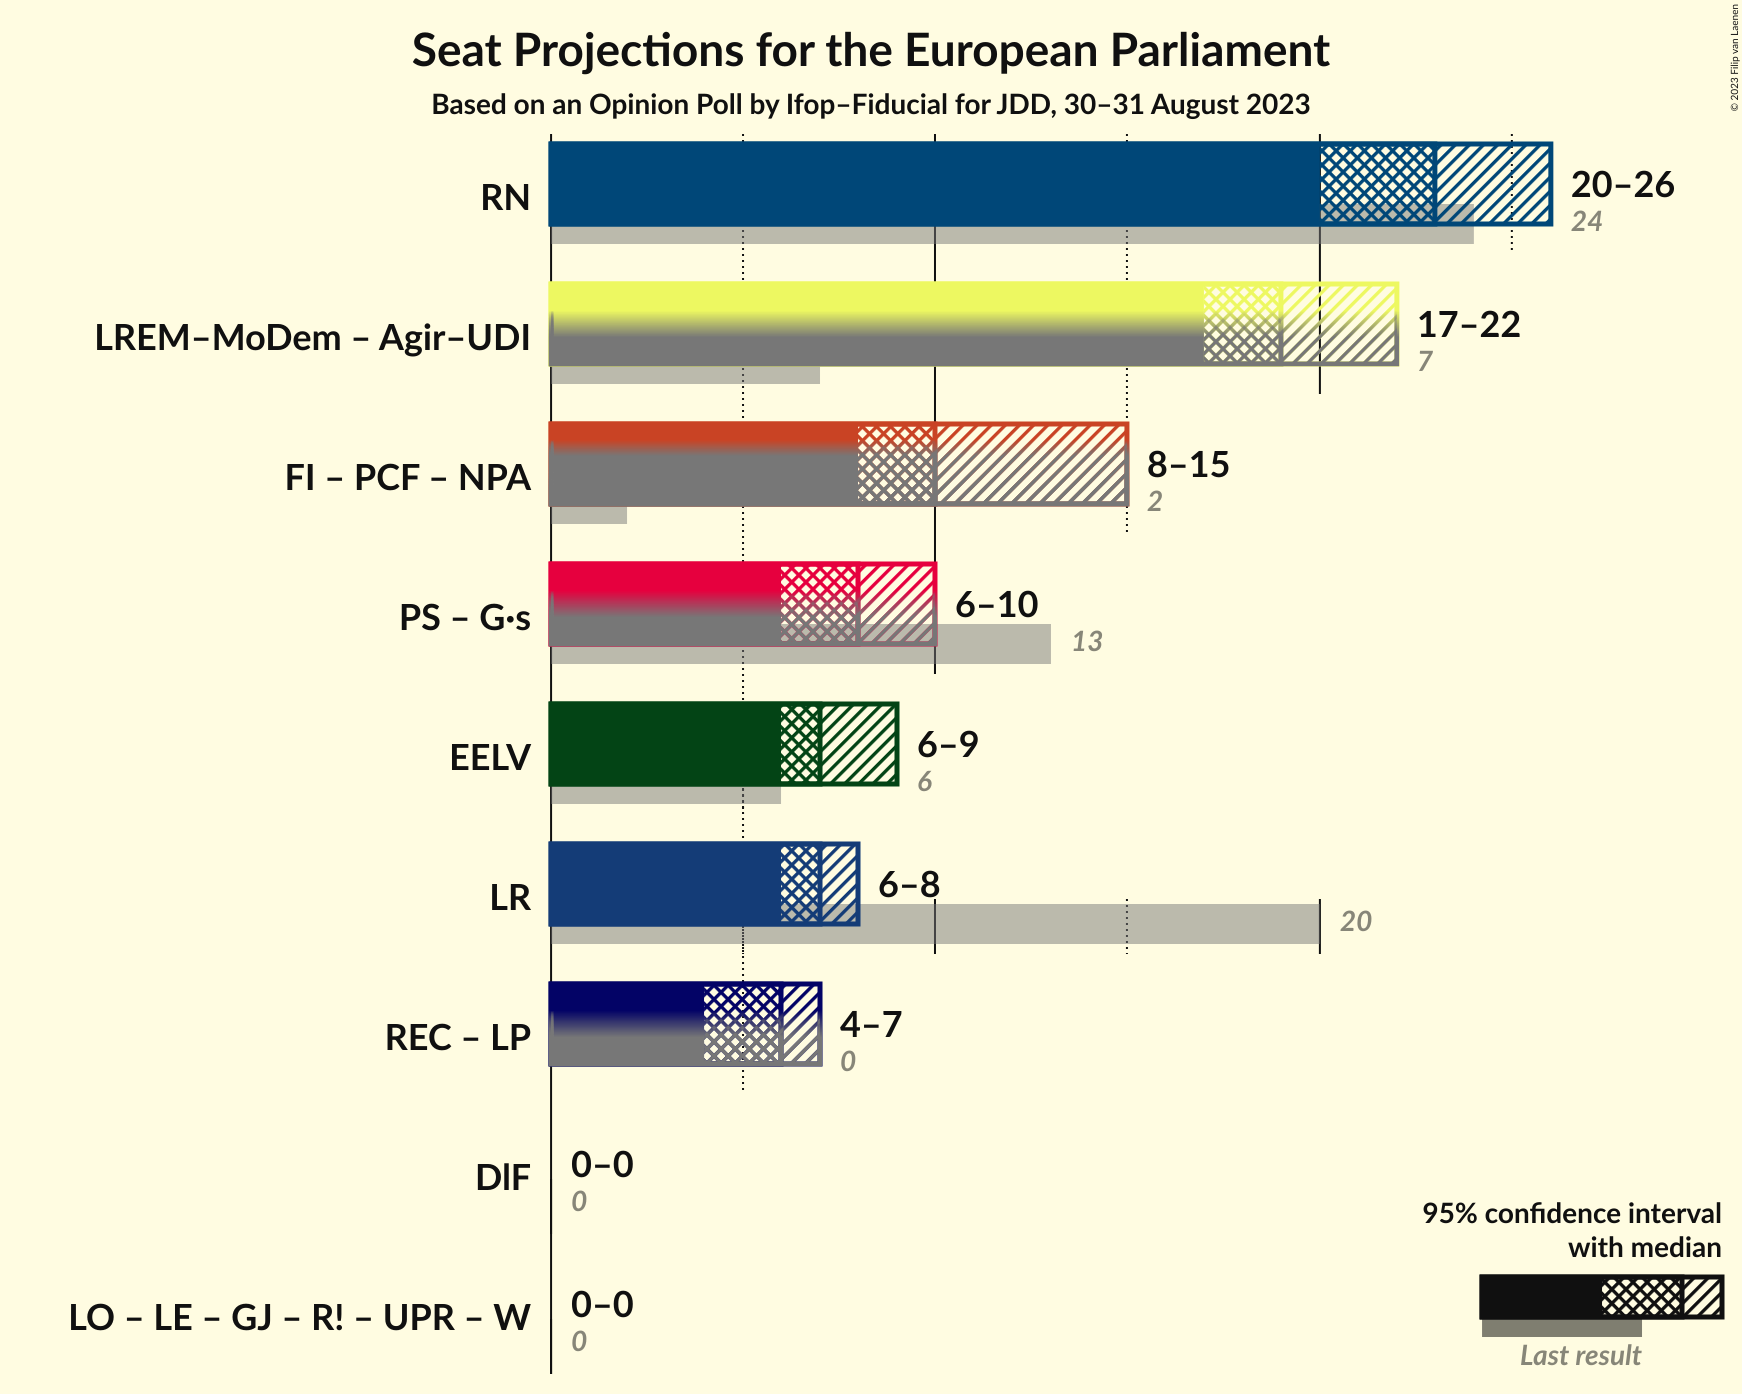 Seat Projections for the European Parliament
Based on an Opinion Poll by Ifop–Fiducial for JDD, 30–31 August 2023
© 2023 Filip van Laenen
RN
20–26
24
LREM–MoDem – Agir–UDI
17–22
7
FI – PCF – NPA
8–15
2
PS – G·s
6–10
13
EELV
6–9
6
LR
6–8
20
REC – LP
4–7
0
DlF
0–0
0
LO – LE – GJ – R! – UPR – W
0–0
0
95% confidence interval
with median
Last result